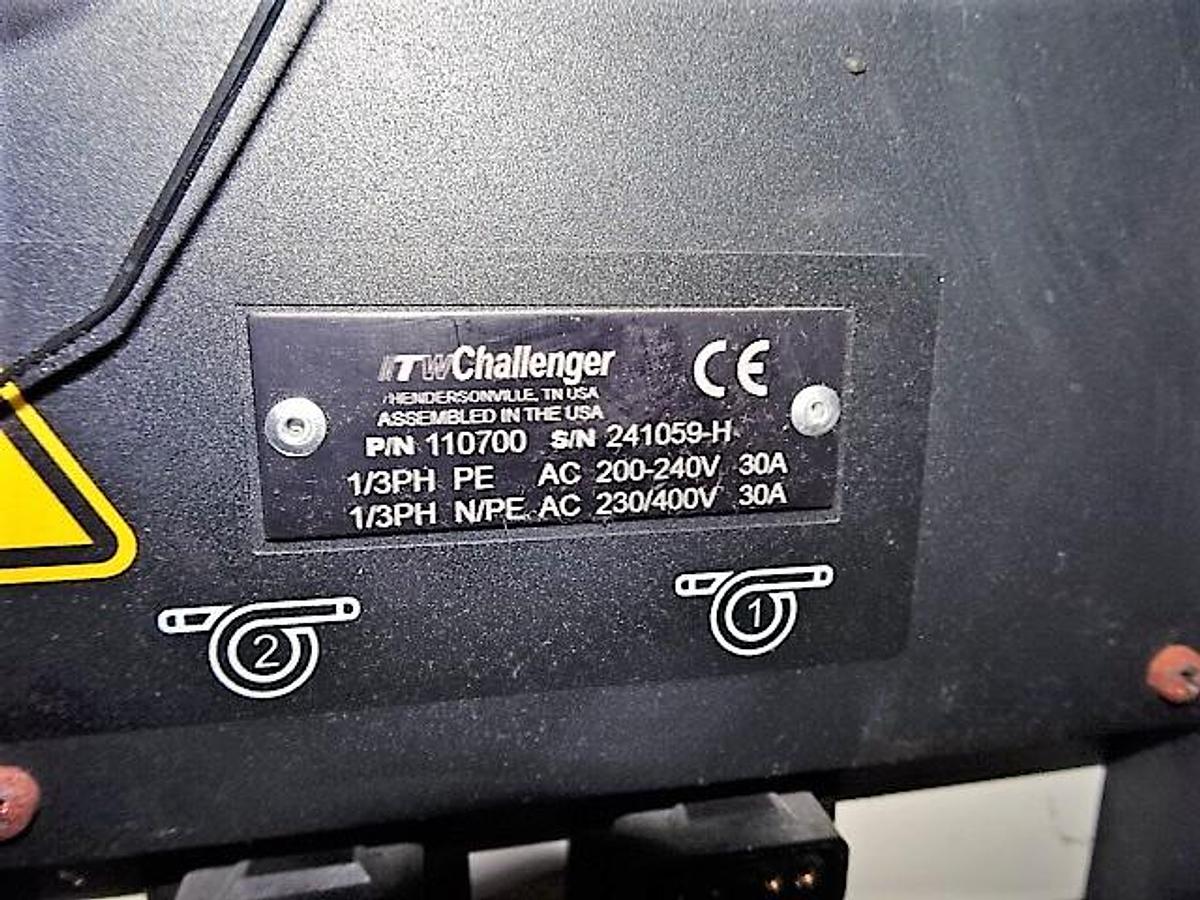 ITWChallenger CE
HENDERSONVILLE, TN USA
ASSEMBLED IN THE USA
P/N 110700 S/N 241059-H
1/3PH PE AC 200-240V 30A
1/3PH N/PE AC 230/400V 30A
2
1